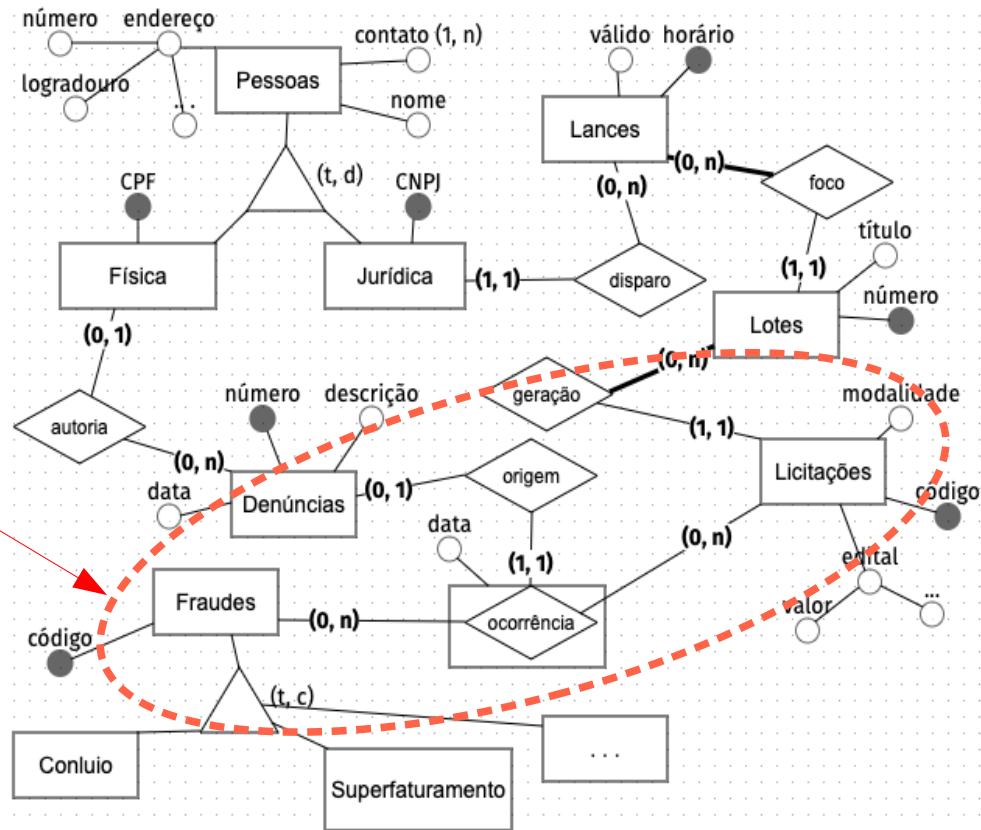 número endereço
contato (1, n)
válido horário
Pessoas
logradouro
...
nome
Lances
(0, n)
(t, d)
(0, n)
foco
CPF
CNPJ
título
Física
Jurídica
(1, 1)
disparo
(1, 1)
número
Lotes
(0, 1)
(0, n)
número descrição
geração
modalidade
autoria
(1, 1)
(0, n)
origem
Licitações
data
Denúncias
(0, 1)
código
data
(0, n)
edital
(1, 1)
Fraudes
valor
...
(0, n)
ocorrência
código
(t, c)
...
Conluio
Superfaturamento